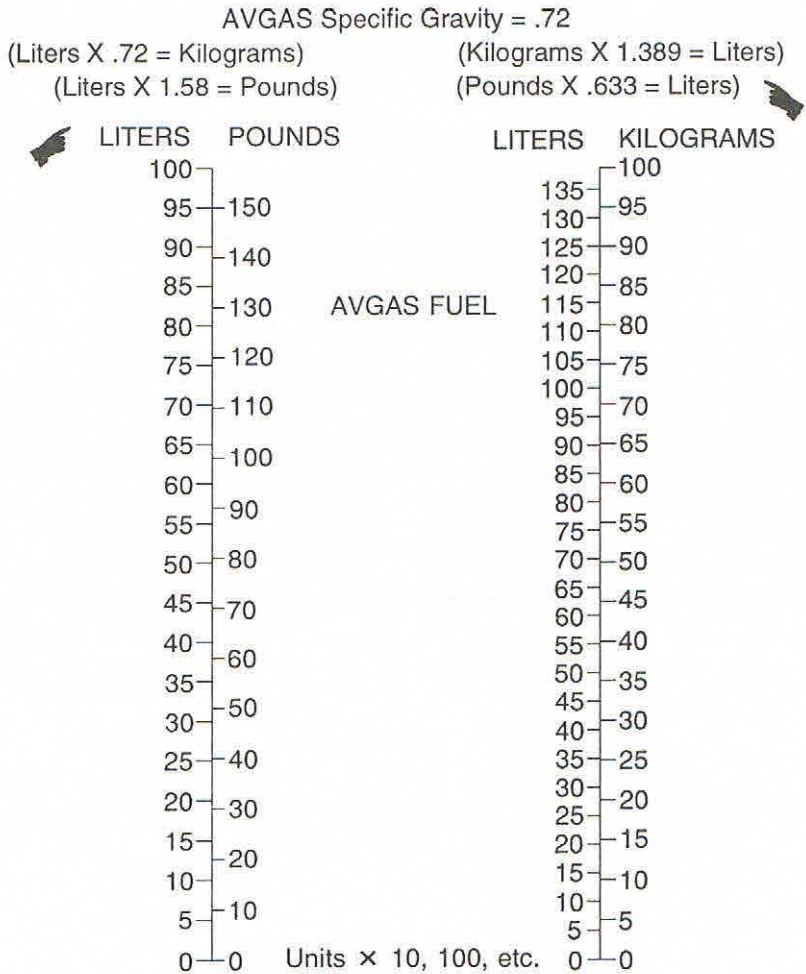 AVGAS Specific Gravity = .72
(Liters X .72 = Kilograms) (Kilograms X 1.389 = Liters)
(Liters X 1.58 = Pounds) (Pounds X .633 = Liters)
LITERS POUNDS LITERS KILOGRAMS
100 100
135
95 150 95
130
90 125 90
140
85 120 85
130 AVGAS FUEL 115
80 110 80
75 120 105 75
100
70 110 70
95
65 90 65
100
60 85 60
80
55 90 55
75
50 80 70 50
65
45 70 45
60
40 55 40
60
35 50 35
50 45
30 40 30
25 40 35 25
30
20 30 20
25
15 20 15
20
10 15 10
10 10
5 5 5
0 0 Units × 10, 100, etc. 0 0